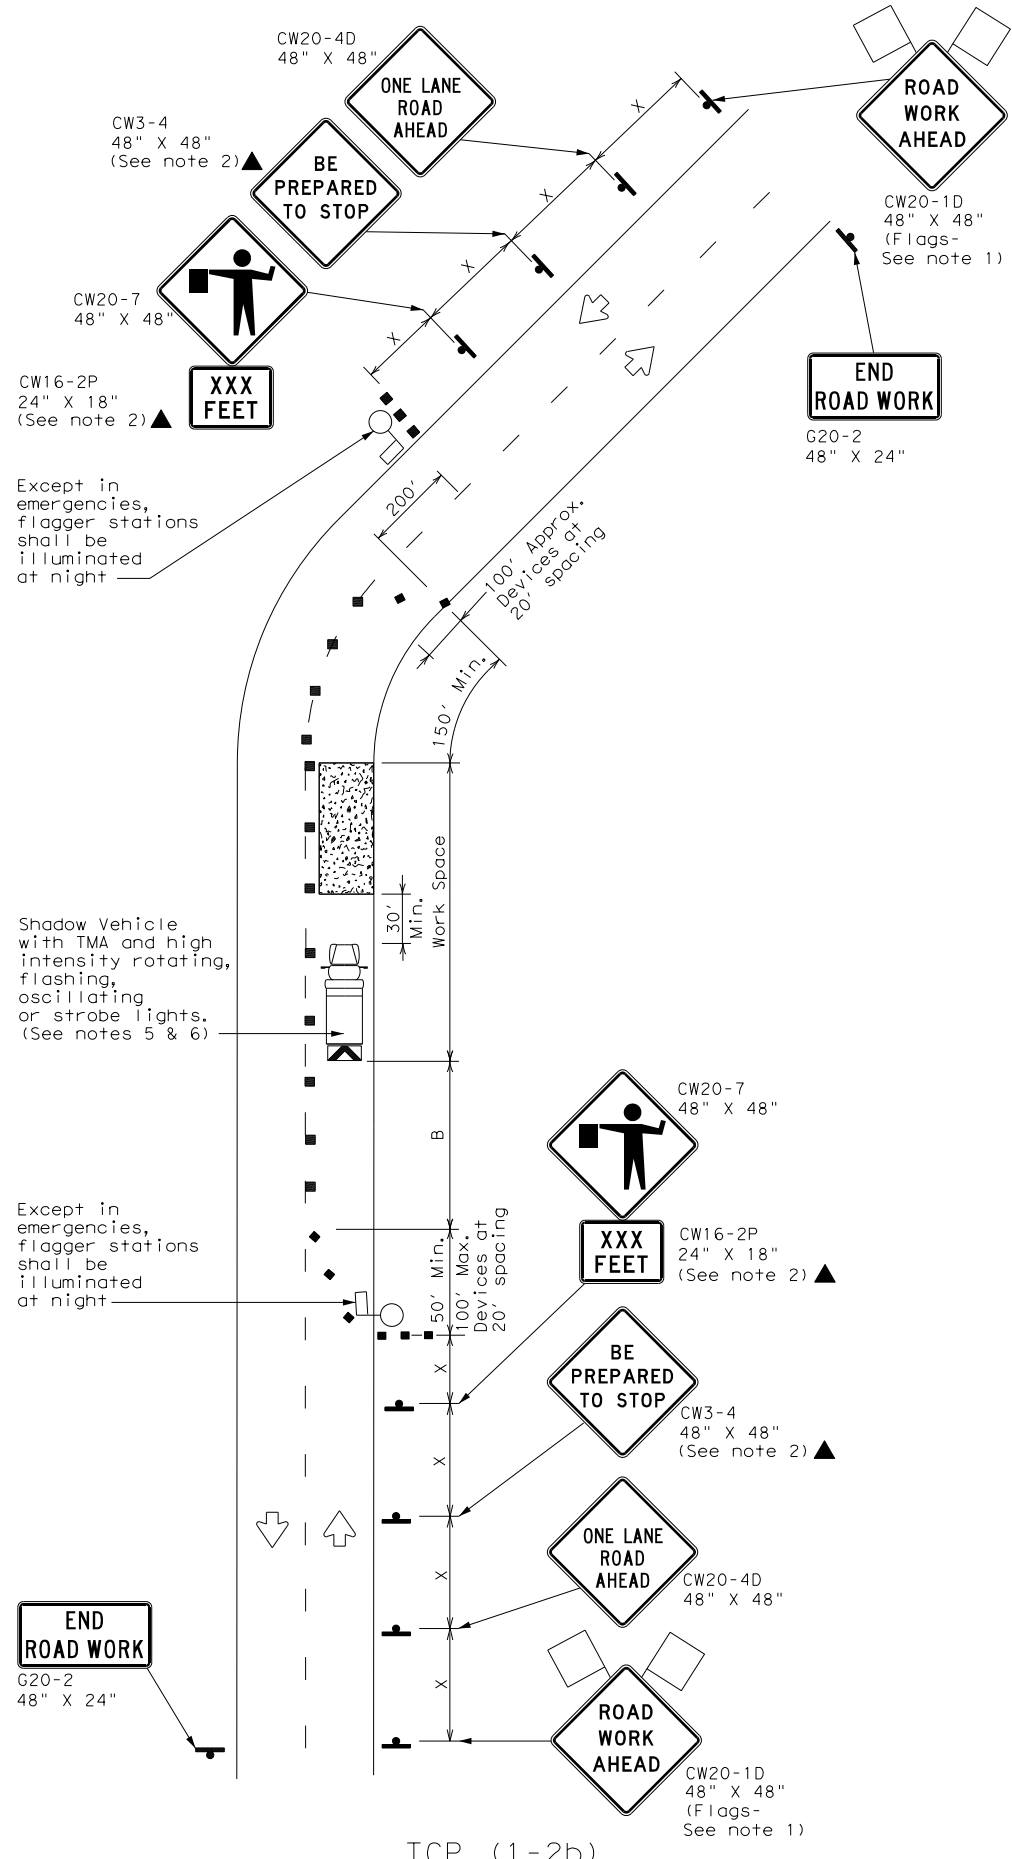 CW20-4D
48" X 48"
ONE LANE
ROAD
AHEAD
CW3-4
48" X 48"
(See note 2)
BE
PREPARED
TO STOP
CW20-7
48" X 48"
CW16-2P
24" X 18"
(See note 2)
XXX
FEET
X
X
X
X
ROAD
WORK
AHEAD
CW20-1D
48" X 48"
(Flags-
See note 1)
END
ROAD WORK
G20-2
48" X 24"
Except in
emergencies,
flagger stations
shall be
illuminated
at night
200'
100' Approx.
Devices at
20' spacing
150' Min.
Work Space
30'
Min.
Shadow Vehicle
with TMA and high
intensity rotating,
flashing,
oscillating
or strobe lights.
(See notes 5 & 6)
B
CW20-7
48" X 48"
XXX
FEET
CW16-2P
24" X 18"
(See note 2)
Except in
emergencies,
flagger stations
shall be
illuminated
at night
50' Min.
100' Max.
Devices at
20' spacing
X
X
X
X
BE
PREPARED
TO STOP
CW3-4
48" X 48"
(See note 2)
ONE LANE
ROAD
AHEAD
CW20-4D
48" X 48"
END
ROAD WORK
G20-2
48" X 24"
ROAD
WORK
AHEAD
CW20-1D
48" X 48"
(Flags-
See note 1)
TCP (1-2b)